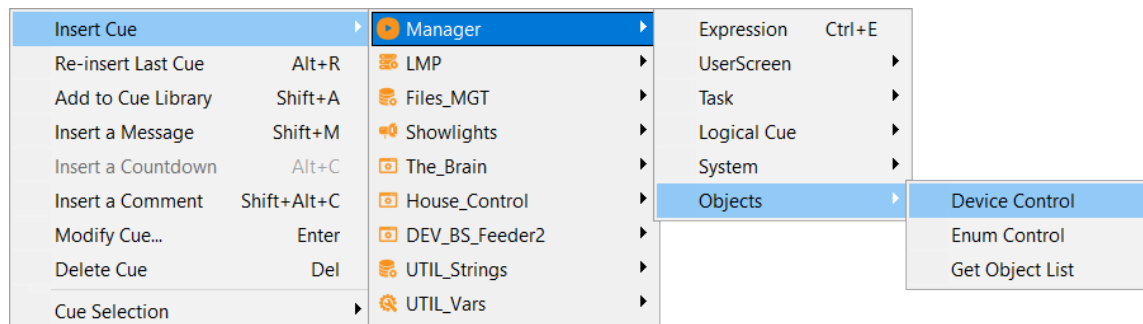 Insert Cue
Re-insert Last Cue Alt+R
Add to Cue Library Shift+A
Insert a Message Shift+M
Insert a Countdown Alt+C
Insert a Comment Shift+Alt+C
Modify Cue... Enter
Delete Cue Del
Cue Selection
Manager
LMP
Files_MGT
Showlights
The_Brain
House_Control
DEV_BS_Feeder2
UTIL_Strings
UTIL_Vars
Expression Ctrl+E
UserScreen
Task
Logical Cue
System
Objects
Device Control
Enum Control
Get Object List